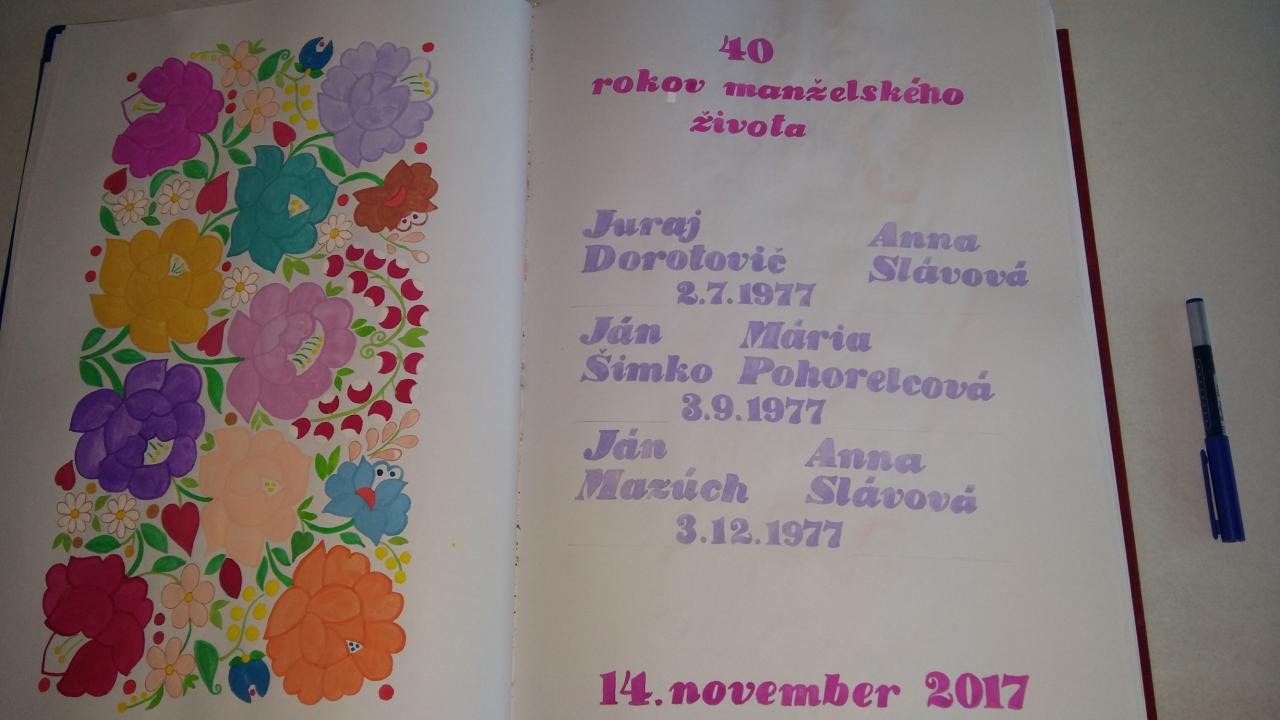 40
rokov manželského
života
Juraj Anna
Dorotovič Slávová
2.7.1977
Ján Mária
Šimko Pohorelcová
3.9.1977
Ján Anna
Mazúch Slávová
3.12.1977
14. november 2017